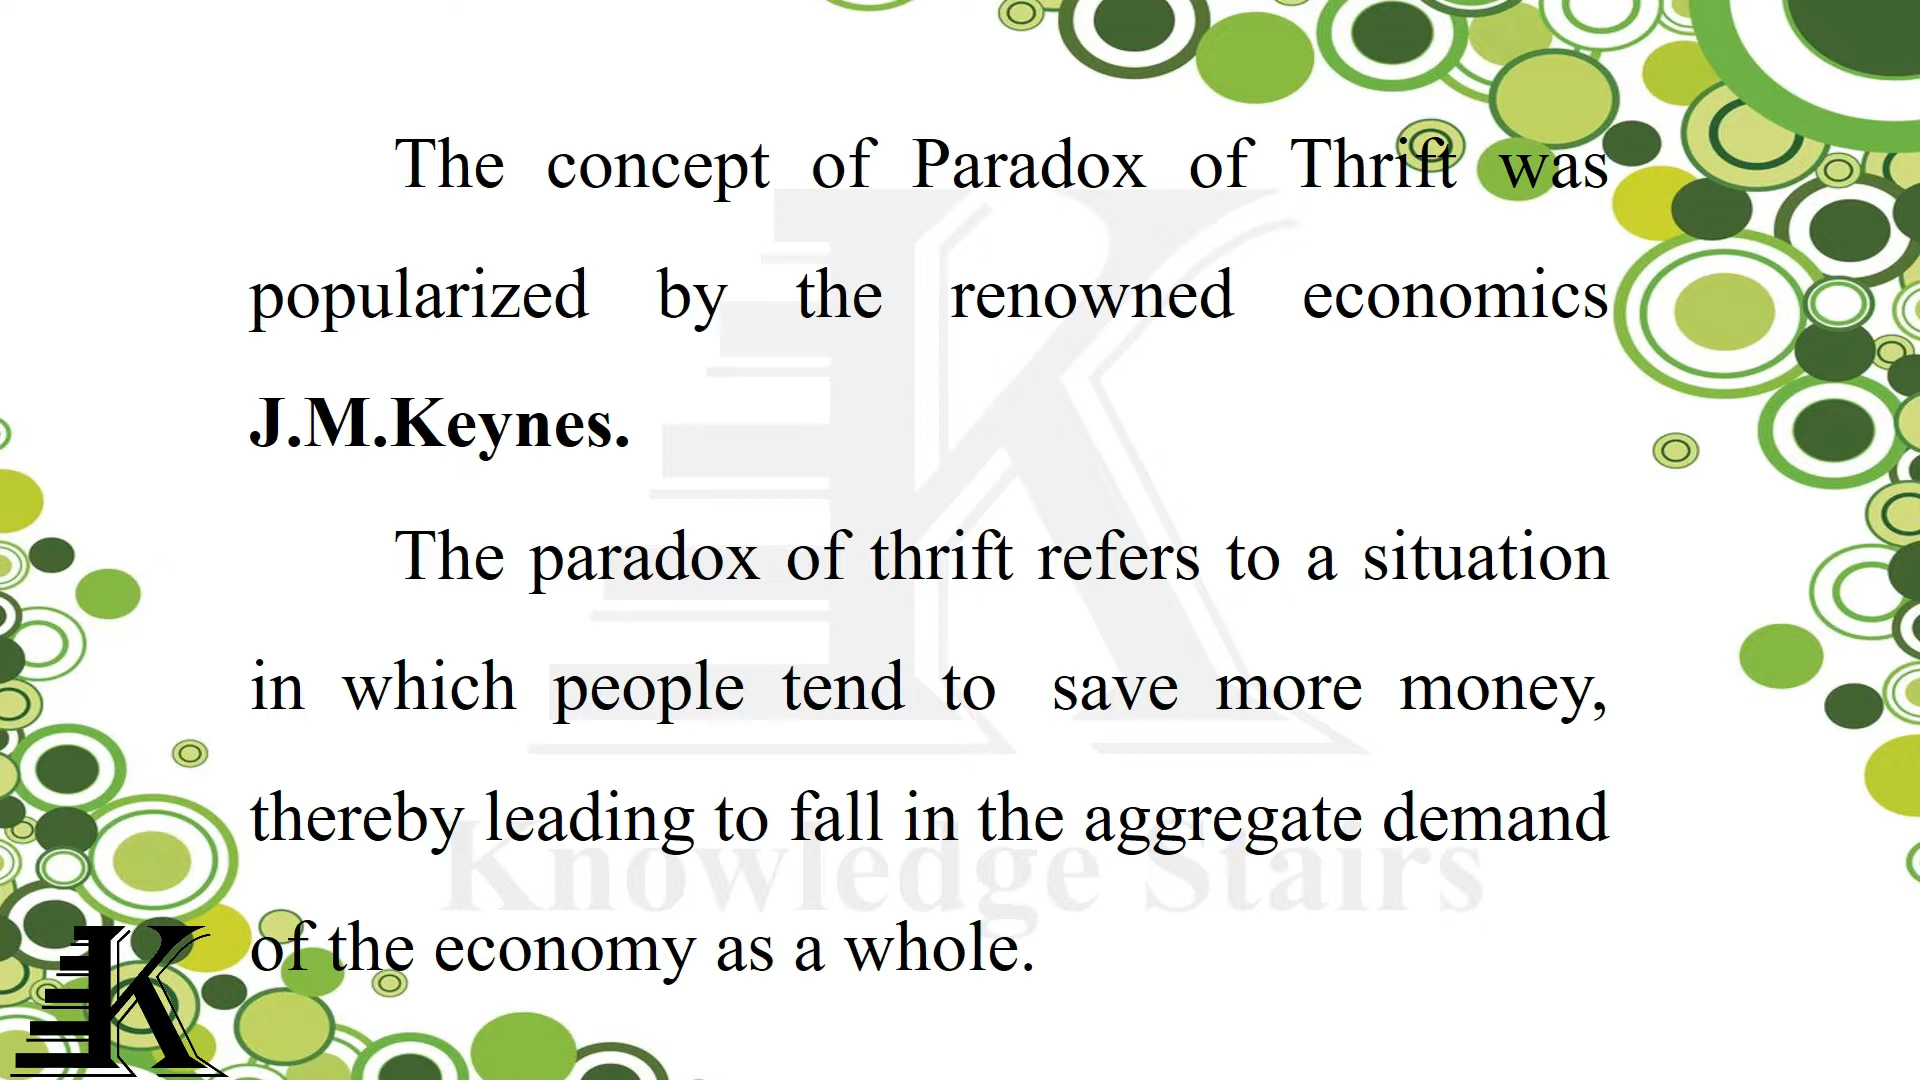 The concept of Paradox of Thrift was
popularized by the renowned economics
J.M.Keynes.
The paradox of thrift refers to a situation
in which people tend to save more money,
thereby leading to fall in the aggregate demand
Knowledge Stairs
of the economy as a whole.